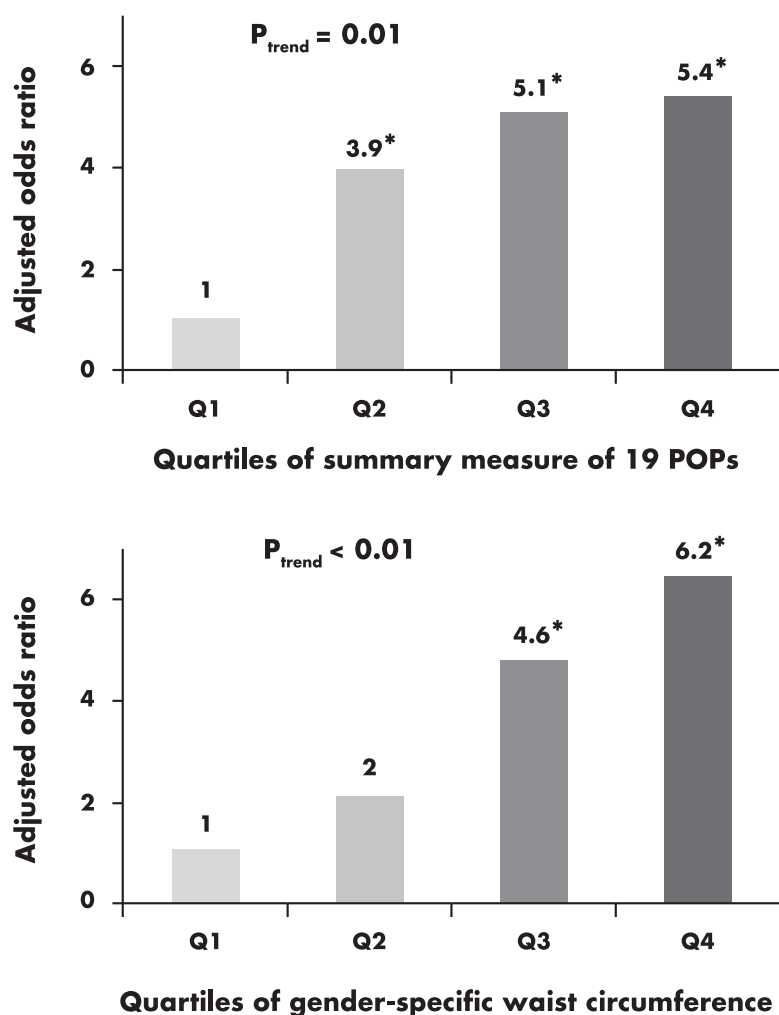 P trend = 0.01
Adjusted odds ratio
6
4
2
0
1
3.9*
5.1*
5.4*
Q1 Q2 Q3 Q4
Quartiles of summary measure of 19 POPs
P trend < 0.01
Adjusted odds ratio
6
4
2
0
1
2
4.6*
6.2*
Q1 Q2 Q3 Q4
Quartiles of gender-specific waist circumference